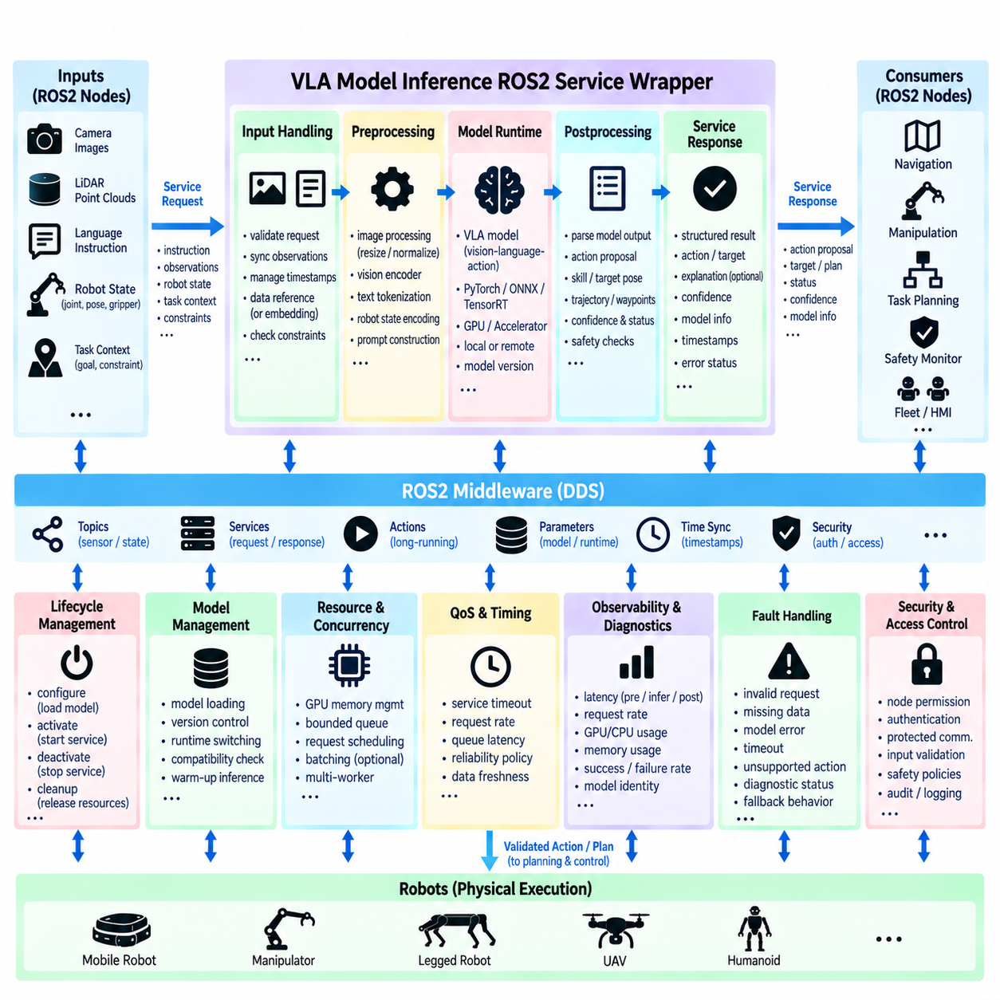 Inputs
(ROS2 Nodes)
Camera
Images
LiDAR
Point Clouds
Language
Instruction
Robot State
(joint, pose, gripper)
Task Context
(goal, constraint)
...
Service
Request
• instruction
• observations
• robot state
• task context
• constraints
...
VLA Model Inference ROS2 Service Wrapper
Input Handling
• validate request
• sync observations
• manage timestamps
• data reference
(or embedding)
• check constraints
...
Preprocessing
• image processing
(resize / normalize)
• vision encoder
• text tokenization
• robot state encoding
• prompt construction
...
Model Runtime
• VLA model
(vision-language-
action)
• PyTorch / ONNX /
TensorRT
• GPU / Accelerator
• local or remote
• model version
...
Postprocessing
• parse model output
• action proposal
• skill / target pose
• trajectory / waypoints
• confidence & status
• safety checks
...
Service
Response
• structured result
• action / target
• explanation (optional)
• confidence
• model info
• timestamps
• error status
...
Service
Response
• action proposal
• target / plan
• status
• confidence
• model info
...
Consumers
(ROS2 Nodes)
Navigation
Manipulation
Task Planning
Safety Monitor
Fleet / HMI
...
ROS2 Middleware (DDS)
Topics
(sensor / state)
Services
(request / response)
Actions
(long-running)
Parameters
(model / runtime)
Time Sync
(timestamps)
Security
(auth / access)
...
Lifecycle
Management
• configure
(load model)
• activate
(start service)
• deactivate
(stop service)
• cleanup
(release resources)
...
Model
Management
• model loading
• version control
• runtime switching
• compatibility check
• warm-up inference
...
Resource &
Concurrency
• GPU memory mgmt
• bounded queue
• request scheduling
• batching (optional)
• multi-worker
...
QoS & Timing
• service timeout
• request rate
• queue latency
• reliability policy
• data freshness
...
Observability &
Diagnostics
• latency (pre / infer / post)
• request rate
• GPU/CPU usage
• memory usage
• success / failure rate
• model identity
...
Fault Handling
• invalid request
• missing data
• model error
• timeout
• unsupported action
• diagnostic status
• fallback behavior
...
Security &
Access Control
• node permission
• authentication
• protected comm.
• input validation
• safety policies
• audit / logging
...
Validated Action / Plan
(to planning & control)
Robots (Physical Execution)
Mobile Robot
Manipulator
Legged Robot
UAV
Humanoid
...